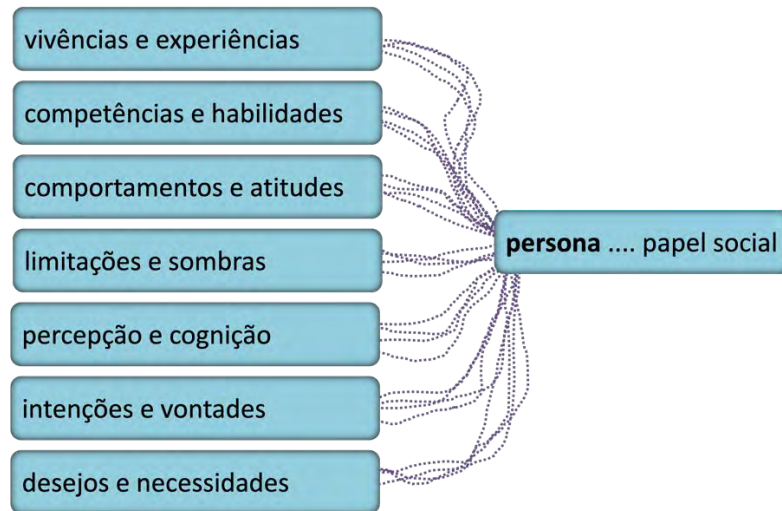 vivências e experiências
competências e habilidades
comportamentos e atitudes
limitações e sombras
persona .... papel social
percepção e cognição
intenções e vontades
desejos e necessidades